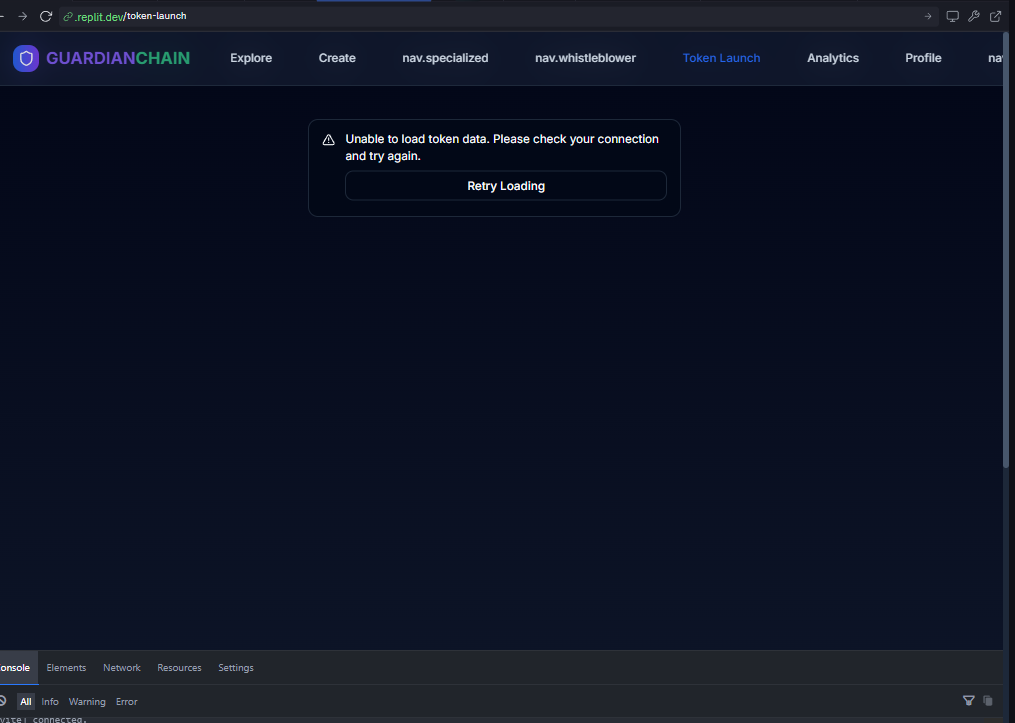 .replit.dev/token-launch
GUARDIANCHAIN Explore Create nav.specialized nav.whistleblower Token Launch Analytics Profile nav
Unable to load token data. Please check your connection
and try again.
Retry Loading
onsole Elements Network Resources Settings
All Info Warning Error
vite] connected.